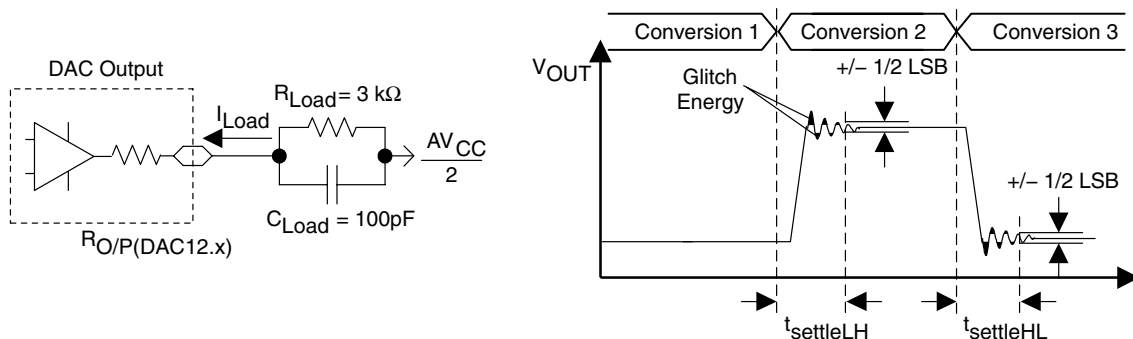 DAC Output
R_Load = 3 kΩ
I_Load
AV_CC
2
C_Load = 100pF
R_O/P(DAC12.x)
Conversion 1
Conversion 2
Conversion 3
V_OUT
Glitch
Energy
+/− 1/2 LSB
+/− 1/2 LSB
t_settleLH
t_settleHL